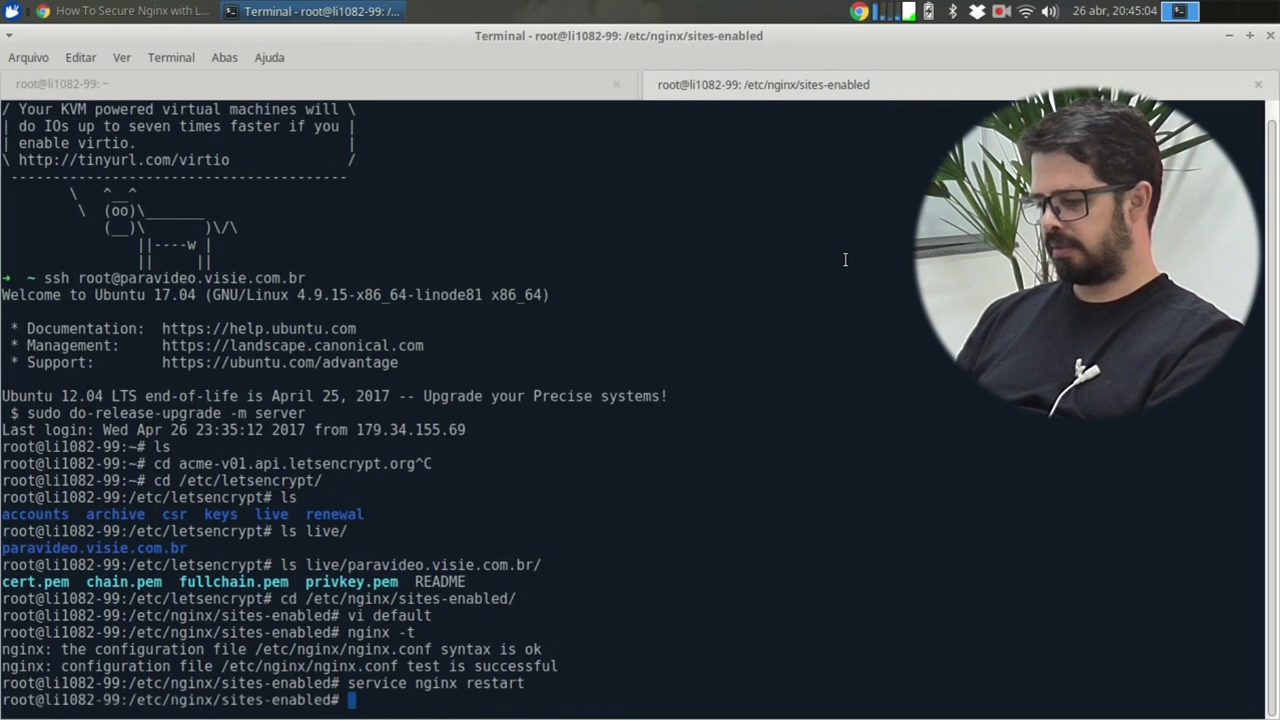 How To Secure Nginx with L...
Terminal - root@li1082-99: /...
26 abr, 20:45:04
Terminal - root@li1082-99: /etc/nginx/sites-enabled
Arquivo Editar Ver Terminal Abas Ajuda
root@li1082-99: ~
root@li1082-99: /etc/nginx/sites-enabled
/ Your KVM powered virtual machines will \
| do IOs up to seven times faster if you |
| enable virtio. |
\ http://tinyurl.com/virtio /
----------------------------------------
\ ^__^
\ (oo)\_______
(__)\ )\/\
||----w |
|| ||
➜ ~ ssh root@paravideo.visie.com.br
Welcome to Ubuntu 17.04 (GNU/Linux 4.9.15-x86_64-linode81 x86_64)
* Documentation: https://help.ubuntu.com
* Management: https://landscape.canonical.com
* Support: https://ubuntu.com/advantage
Ubuntu 12.04 LTS end-of-life is April 25, 2017 -- Upgrade your Precise systems!
$ sudo do-release-upgrade -m server
Last login: Wed Apr 26 23:35:12 2017 from 179.34.155.69
root@li1082-99:~# ls
root@li1082-99:~# cd acme-v01.api.letsencrypt.org^C
root@li1082-99:~# cd /etc/letsencrypt/
root@li1082-99:/etc/letsencrypt# ls
accounts archive csr keys live renewal
root@li1082-99:/etc/letsencrypt# ls live/
paravideo.visie.com.br
root@li1082-99:/etc/letsencrypt# ls live/paravideo.visie.com.br/
cert.pem chain.pem fullchain.pem privkey.pem README
root@li1082-99:/etc/letsencrypt# cd /etc/nginx/sites-enabled/
root@li1082-99:/etc/nginx/sites-enabled# vi default
root@li1082-99:/etc/nginx/sites-enabled# nginx -t
nginx: the configuration file /etc/nginx/nginx.conf syntax is ok
nginx: configuration file /etc/nginx/nginx.conf test is successful
root@li1082-99:/etc/nginx/sites-enabled# service nginx restart
root@li1082-99:/etc/nginx/sites-enabled#